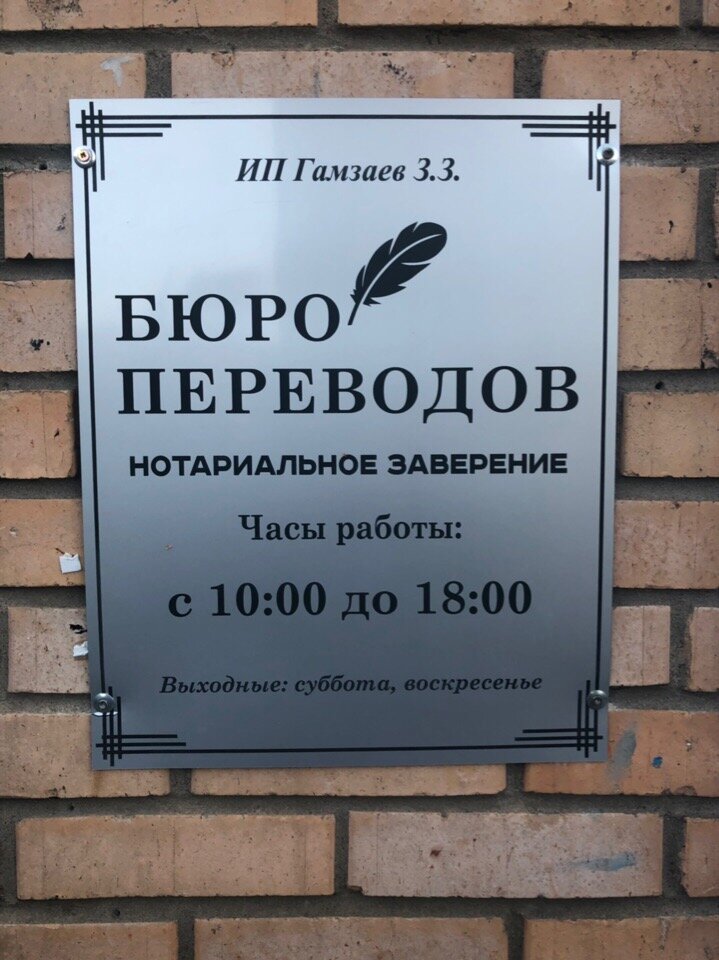 ИП Гамзаев З.З.
БЮРО
ПЕРЕВОДОВ
НОТАРИАЛЬНОЕ ЗАВЕРЕНИЕ
Часы работы:
с 10:00 до 18:00
Выходные: суббота, воскресенье